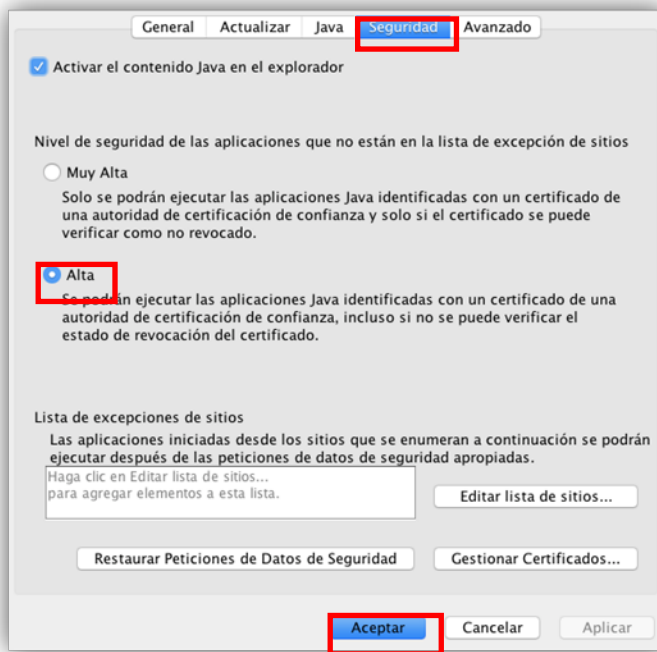 General Actualizar Java Seguridad Avanzado
Activar el contenido Java en el explorador
Nivel de seguridad de las aplicaciones que no están en la lista de excepción de sitios
Muy Alta
Solo se podrán ejecutar las aplicaciones Java identificadas con un certificado de
una autoridad de certificación de confianza y solo si el certificado se puede
verificar como no revocado.
Alta
Se podrán ejecutar las aplicaciones Java identificadas con un certificado de una
autoridad de certificación de confianza, incluso si no se puede verificar el
estado de revocación del certificado.
Lista de excepciones de sitios
Las aplicaciones iniciadas desde los sitios que se enumeran a continuación se podrán
ejecutar después de las peticiones de datos de seguridad apropiadas.
Haga clic en Editar lista de sitios...
para agregar elementos a esta lista.
Editar lista de sitios...
Restaurar Peticiones de Datos de Seguridad Gestionar Certificados...
Aceptar Cancelar Aplicar